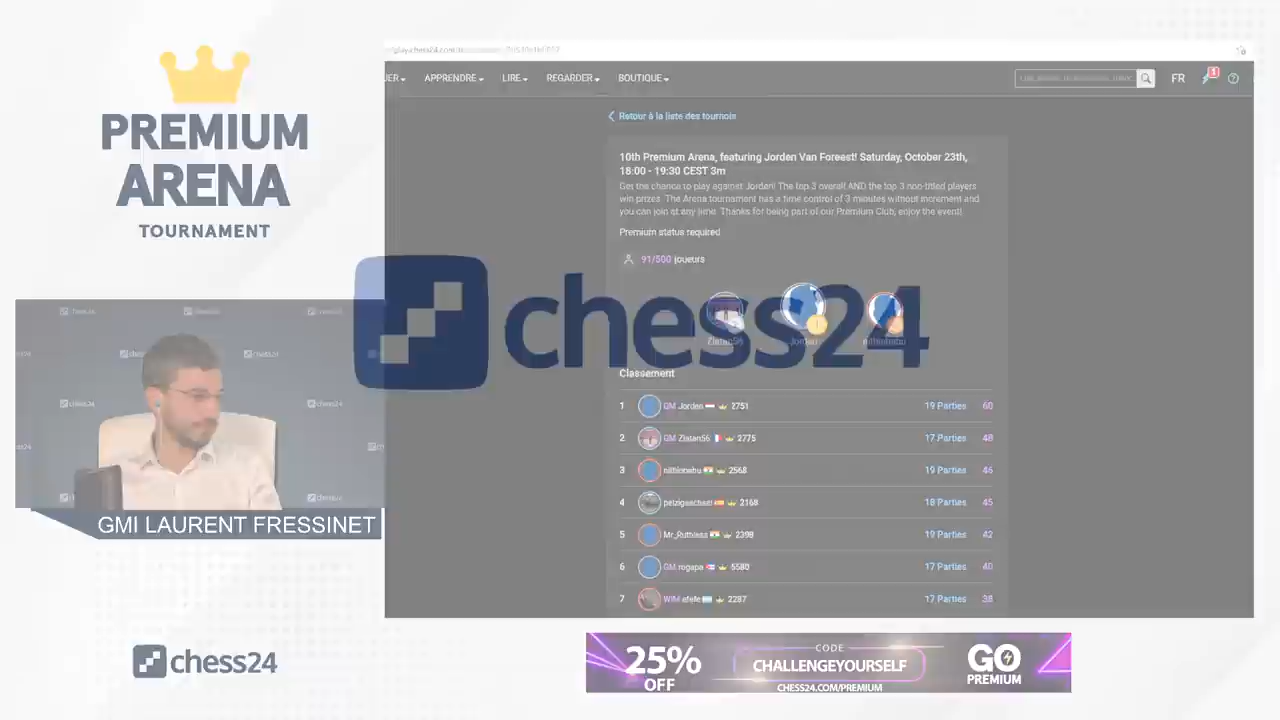 PREMIUM
ARENA
TOURNAMENT
APPRENDRE
LIRE
REGARDER
BOUTIQUE
FR
1
Retour à la liste des tournois
10th Premium Arena, featuring Jorden Van Foreest! Saturday, October 23th,
18:00 - 19:30 CEST 3m
Get the chance to play against Jorden! The top 3 overall AND the top 3 non-titled players
win prizes. The Arena tournament has a time control of 3 minutes without increment and
you can join at any time. Thanks for being part of our Premium Club, enjoy the event!
Premium status required
91/500 joueurs
chess24
Zlatan56
Classement
1 GM Jorden 2751 19 Parties 60
2 GM Zlatan56 2775 17 Parties 48
3 2568 19 Parties 46
4 2168 18 Parties 45
5 Mr_Ruthless 2398 19 Parties 42
6 GM rogapa 5580 17 Parties 40
7 WIM 2287 17 Parties 38
GMI LAURENT FRESSINET
chess24
25%
OFF
CODE
CHALLENGEYOURSELF
CHESS24.COM/PREMIUM
GO
PREMIUM